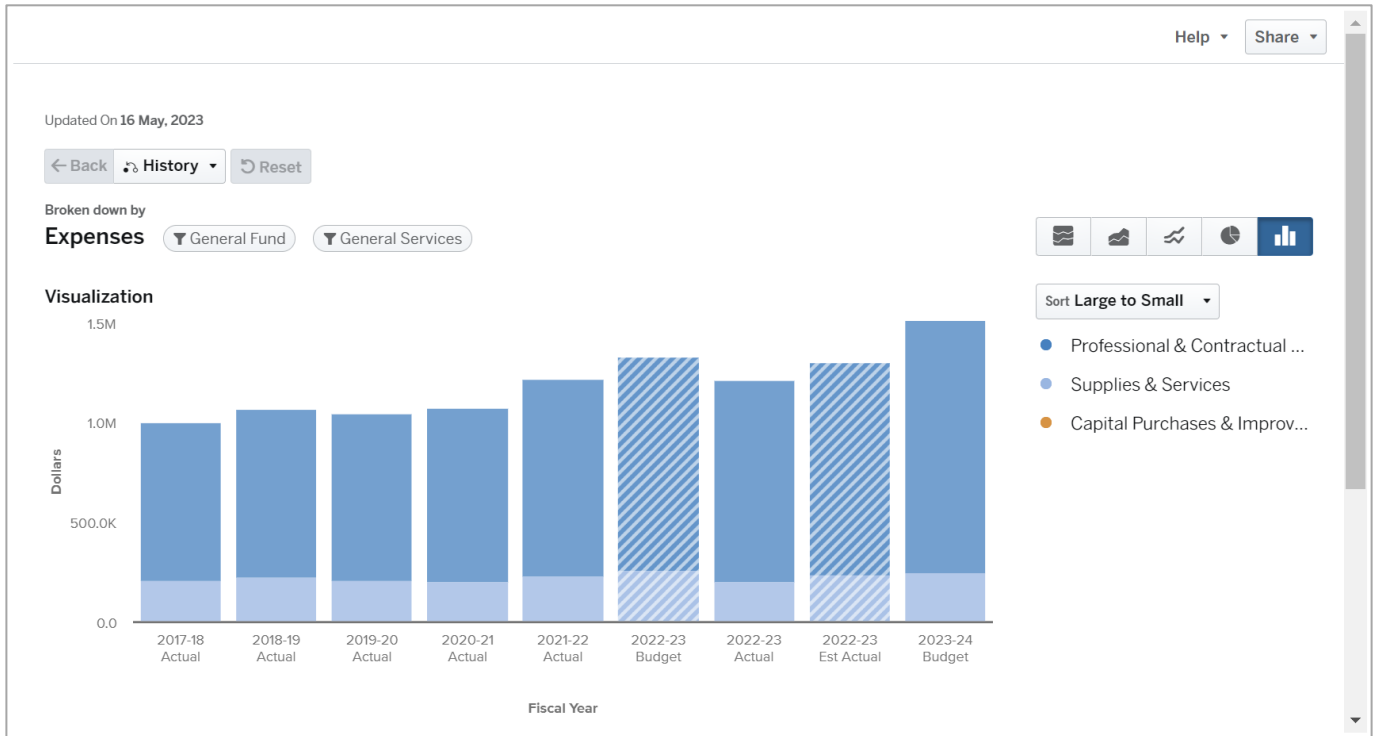 Help
Share
Updated On 16 May, 2023
Back
History
Reset
Broken down by
Expenses
General Fund
General Services
Visualization
Sort Large to Small
Professional & Contractual ...
Supplies & Services
Capital Purchases & Improv...
1.5M
1.0M
500.0K
0.0
Dollars
2017-18 Actual
2018-19 Actual
2019-20 Actual
2020-21 Actual
2021-22 Actual
2022-23 Budget
2022-23 Actual
2022-23 Est Actual
2023-24 Budget
Fiscal Year